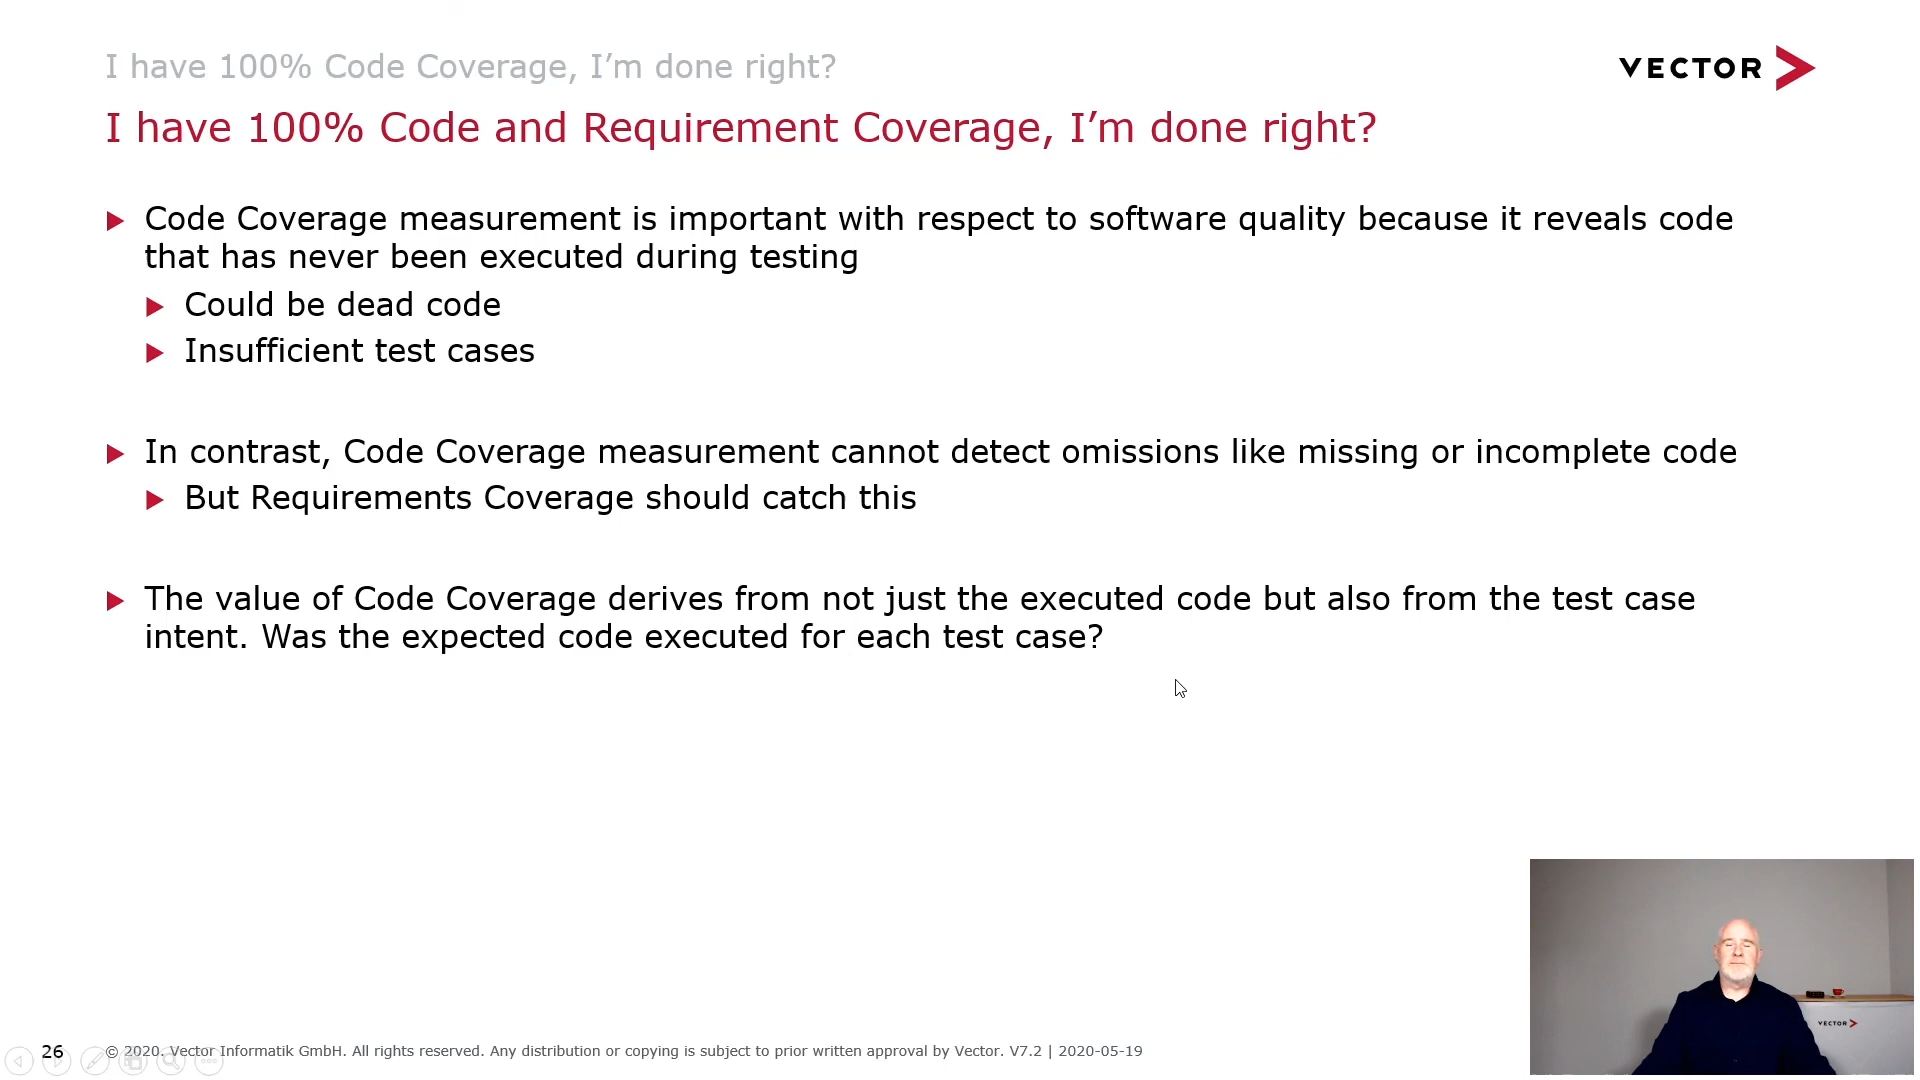 I have 100% Code Coverage, I’m done right?
VECTOR
I have 100% Code and Requirement Coverage, I’m done right?
Code Coverage measurement is important with respect to software quality because it reveals code
that has never been executed during testing
Could be dead code
Insufficient test cases
In contrast, Code Coverage measurement cannot detect omissions like missing or incomplete code
But Requirements Coverage should catch this
The value of Code Coverage derives from not just the executed code but also from the test case
intent. Was the expected code executed for each test case?
VECTOR
26
© 2020. Vector Informatik GmbH. All rights reserved. Any distribution or copying is subject to prior written approval by Vector. V7.2 | 2020-05-19